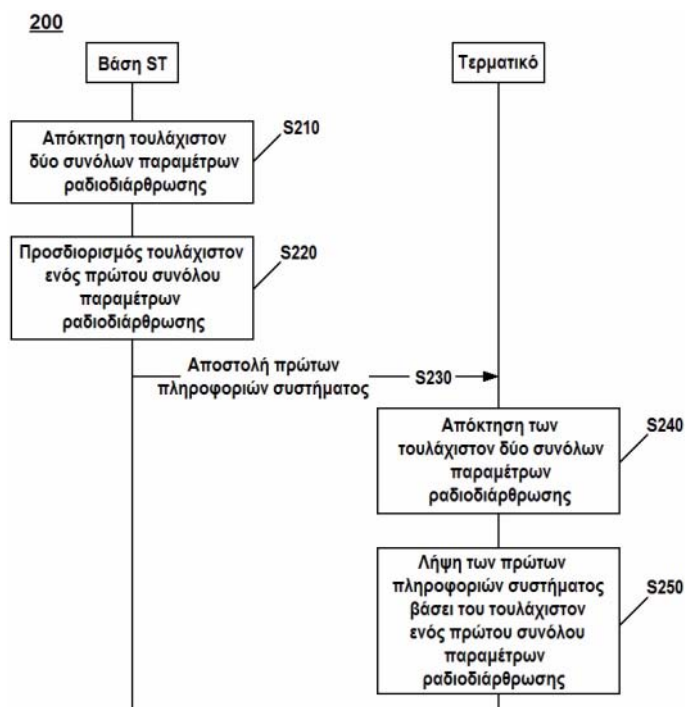 200
Βάση ST
Τερματικό
Απόκτηση τουλάχιστον
δύο συνόλων παραμέτρων
ραδιοδιάρθρωσης
S210
Προσδιορισμός τουλάχιστον
ενός πρώτου συνόλου
παραμέτρων
ραδιοδιάρθρωσης
S220
Αποστολή πρώτων
πληροφοριών συστήματος
S230
Απόκτηση των
τουλάχιστον δύο συνόλων
παραμέτρων
ραδιοδιάρθρωσης
S240
Λήψη των πρώτων
πληροφοριών συστήματος
βάσει του τουλάχιστον
ενός πρώτου συνόλου
παραμέτρων
ραδιοδιάρθρωσης
S250